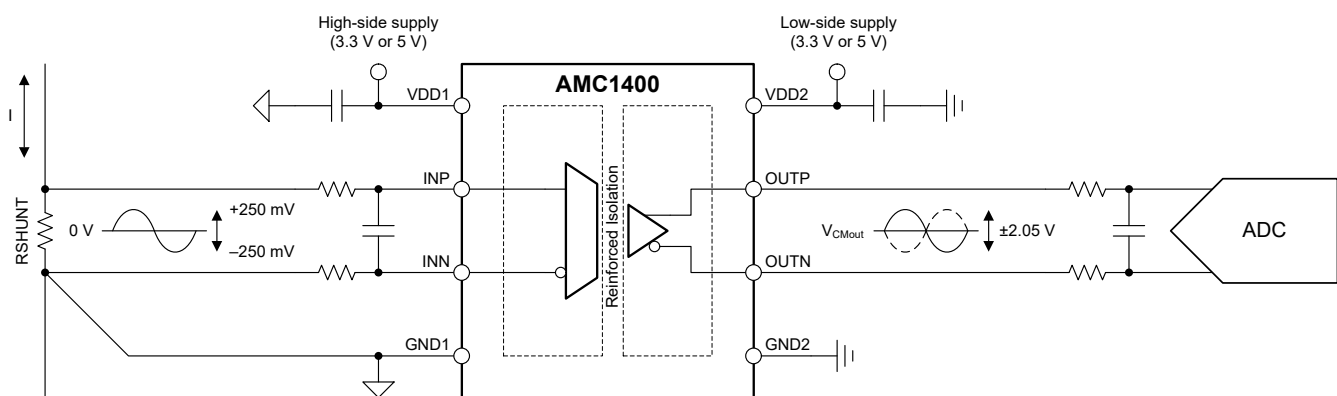 High-side supply
(3.3 V or 5 V)
Low-side supply
(3.3 V or 5 V)
AMC1400
VDD1
VDD2
I
INP
OUTP
RSHUNT
0 V
+250 mV
–250 mV
Reinforced Isolation
VCMout
±2.05 V
ADC
INN
OUTN
GND1
GND2